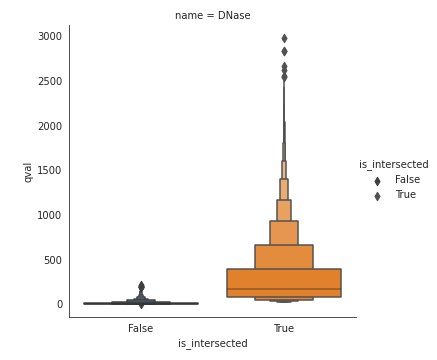 name = DNase
3000
2500
2000
1500
1000
500
0
qval
False
True
is_intersected
is_intersected
False
True